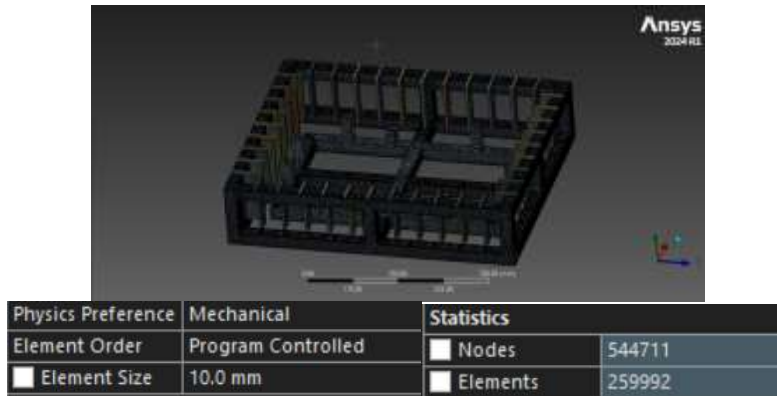 Ansys
2024 R1
Physics Preference Mechanical
Element Order Program Controlled
Element Size 10.0 mm
Statistics
Nodes 544711
Elements 259992